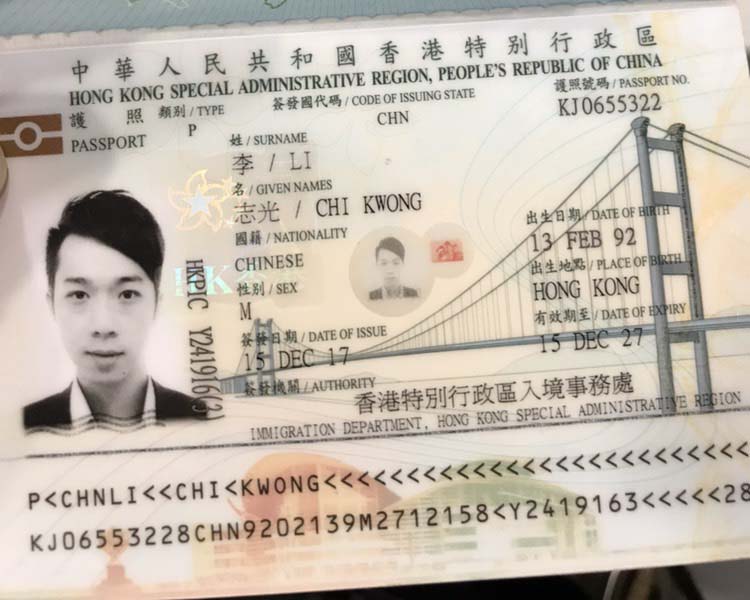 中華人民共和國香港特別行政區
HONG KONG SPECIAL ADMINISTRATIVE REGION, PEOPLE'S REPUBLIC OF CHINA
護照 類別 / TYPE 簽發國代碼 / CODE OF ISSUING STATE 護照號碼 / PASSPORT NO.
PASSPORT P CHN KJ0655322
姓 / SURNAME
李 / LI
名 / GIVEN NAMES
志光 / CHI KWONG
國籍 / NATIONALITY 出生日期 / DATE OF BIRTH
CHINESE 13 FEB 92
性別 / SEX 出生地點 / PLACE OF BIRTH
M HONG KONG
簽發日期 / DATE OF ISSUE 有效期至 / DATE OF EXPIRY
15 DEC 17 15 DEC 27
簽發機關 / AUTHORITY
香港特別行政區入境事務處
IMMIGRATION DEPARTMENT, HONG KONG SPECIAL ADMINISTRATIVE REGION
HKPIC Y241916(3)
P<CHNLI<<CHI<KWONG<<<<<<<<<<<<<<<<<<<<<<<<
KJ06553228CHN9202139M2712158<Y2419163<<<<<28